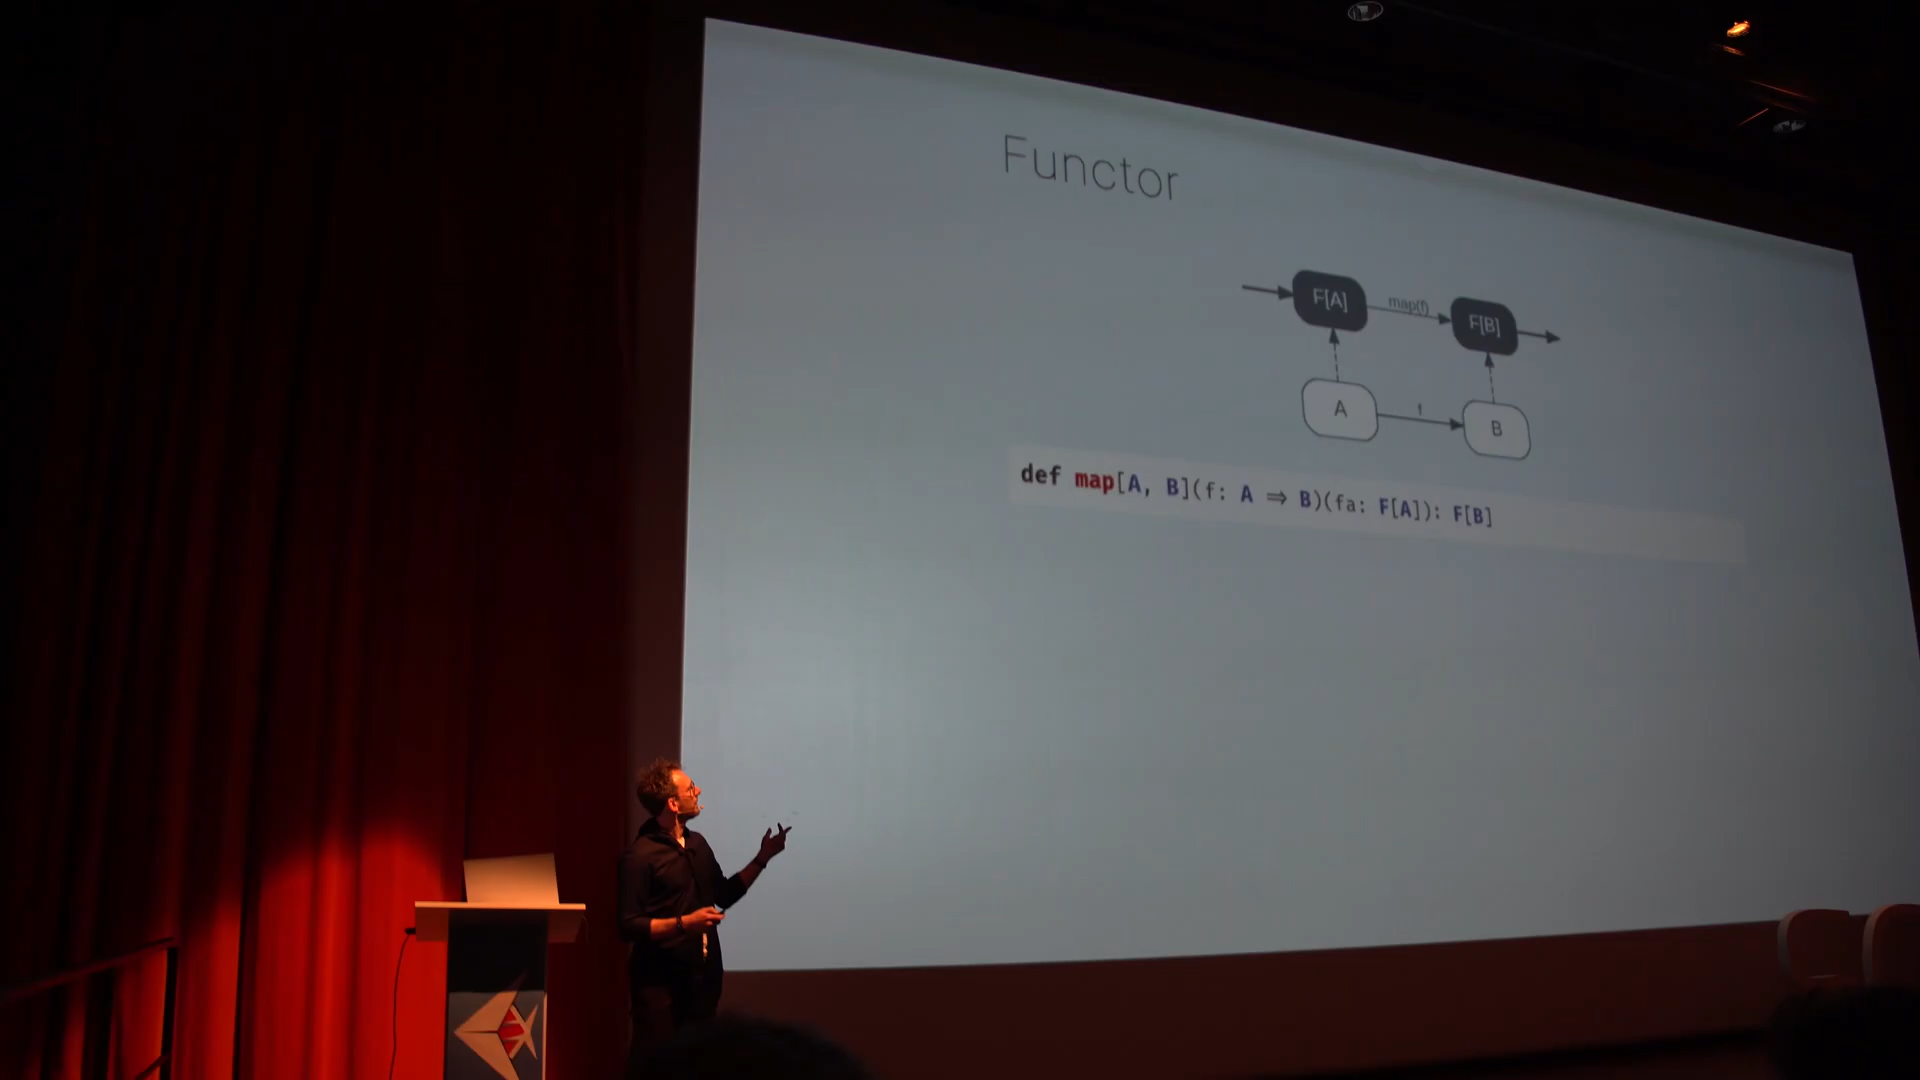 Functor
F[A] map(f) F[B]
A f B
def map[A, B](f: A ⇒ B)(fa: F[A]): F[B]